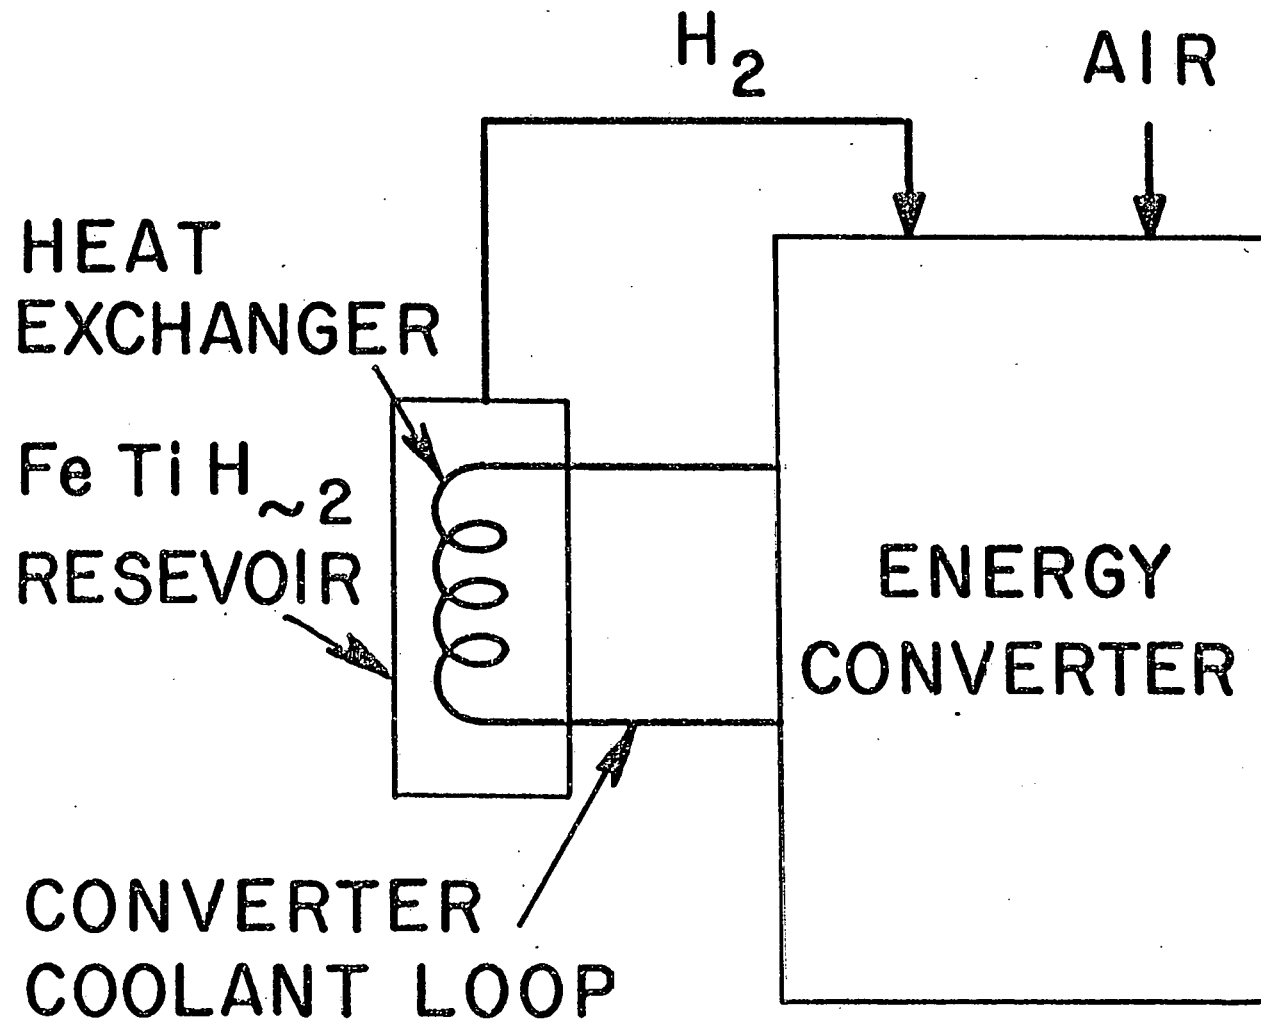 H2
AIR
HEAT
EXCHANGER
Fe Ti H~2
RESEVOIR
ENERGY
CONVERTER
CONVERTER
COOLANT LOOP